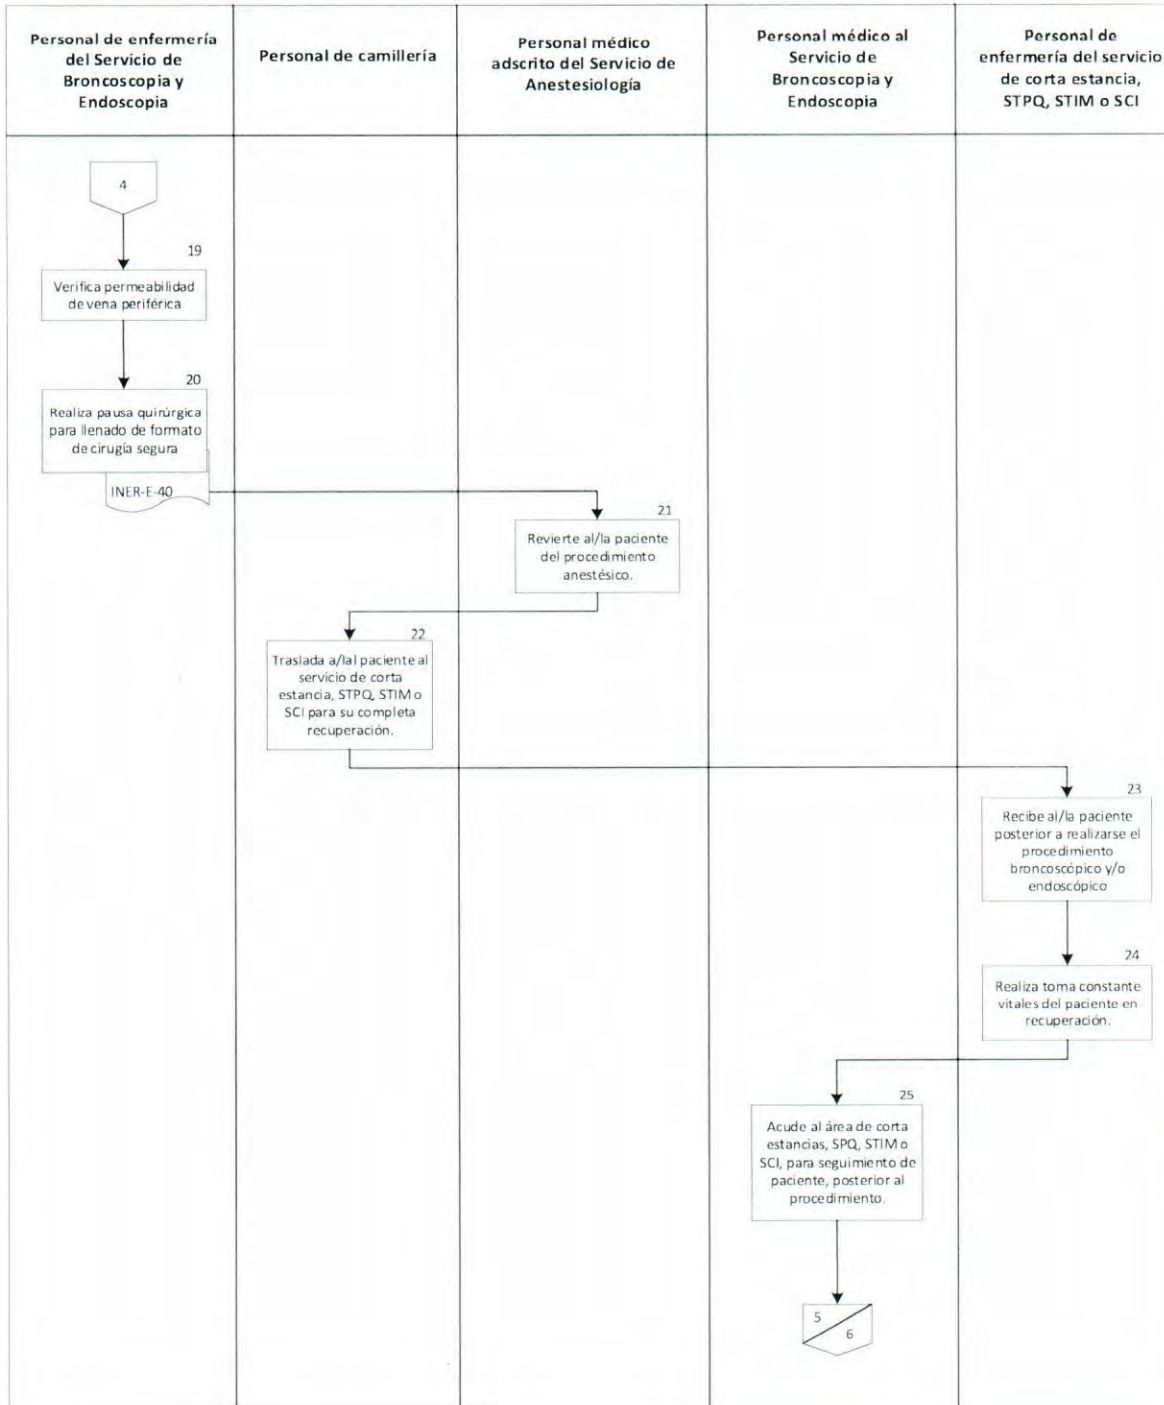 Personal de enfermería
del Servicio de
Broncoscopia y
Endoscopia
Personal de camillería
Personal médico
adscrito del Servicio de
Anestesiología
Personal médico al
Servicio de
Broncoscopia y
Endoscopia
Personal de
enfermería del servicio
de corta estancia,
STPQ, STIM o SCI
4
19
Verifica permeabilidad
de vena periférica
20
Realiza pausa quirúrgica
para llenado de formato
de cirugía segura
INER-E-40
21
Revierte al/la paciente
del procedimiento
anestésico.
22
Traslada a/lal paciente al
servicio de corta
estancia, STPQ, STIM o
SCI para su completa
recuperación.
23
Recibe al/la paciente
posterior a realizarse el
procedimiento
broncoscópico y/o
endoscópico
24
Realiza toma constante
vitales del paciente en
recuperación.
25
Acude al área de corta
estancias, SPQ, STIM o
SCI, para seguimiento de
paciente, posterior al
procedimiento.
5
6